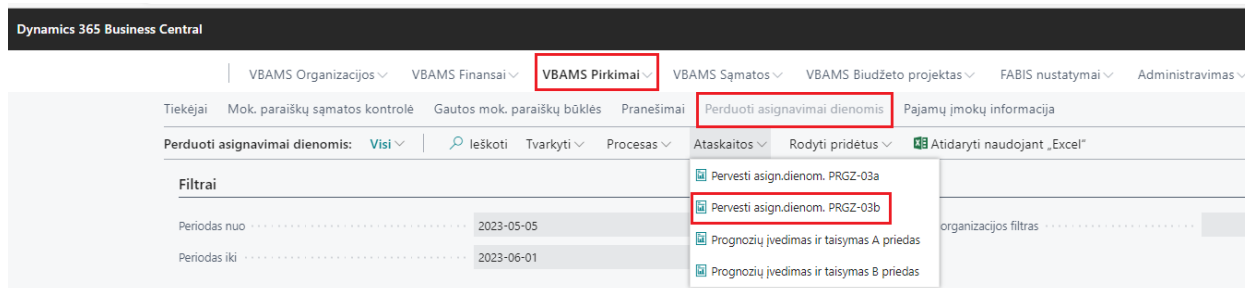 Dynamics 365 Business Central
VBAMS Organizacijos VBAMS Finansai VBAMS Pirkimai VBAMS Sąmatos VBAMS Biudžeto projektas FABIS nustatymai Administravimas
Tiekėjai Mok. paraiškų sąmatos kontrolė Gautos mok. paraiškų būklės Pranešimai Perduoti asignavimai dienomis Pajamų įmokų informacija
Perduoti asignavimai dienomis: Visi Ieškoti Tvarkyti Procesas Ataskaitos Rodyti pridėtus Atidaryti naudojant „Excel“
Filtrai
Pervesti asign.dienom. PRGZ-03a
Pervesti asign.dienom. PRGZ-03b
Periodas nuo 2023-05-05 organizacijos filtras
Prognozių įvedimas ir taisymas A priedas
Periodas iki 2023-06-01
Prognozių įvedimas ir taisymas B priedas